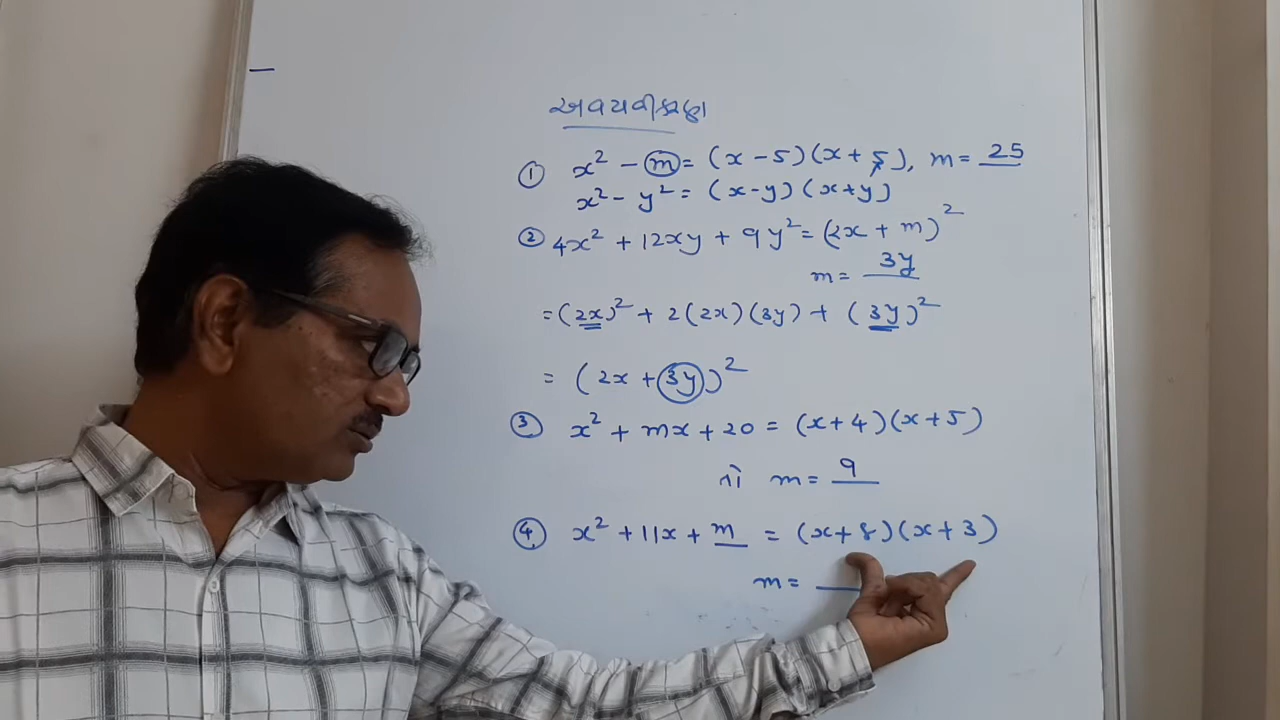 અવયવીકરણ
① x² - m = (x - 5)(x + 5), m = 25
x² - y² = (x-y)(x+y)
② 4x² + 12xy + 9y² = (2x + m)²
m = 3y
= (2x)² + 2(2x)(3y) + (3y)²
= (2x + 3y)²
③ x² + mx + 20 = (x+4)(x+5)
તો m = 9
④ x² + 11x + m = (x+8)(x+3)
m = __